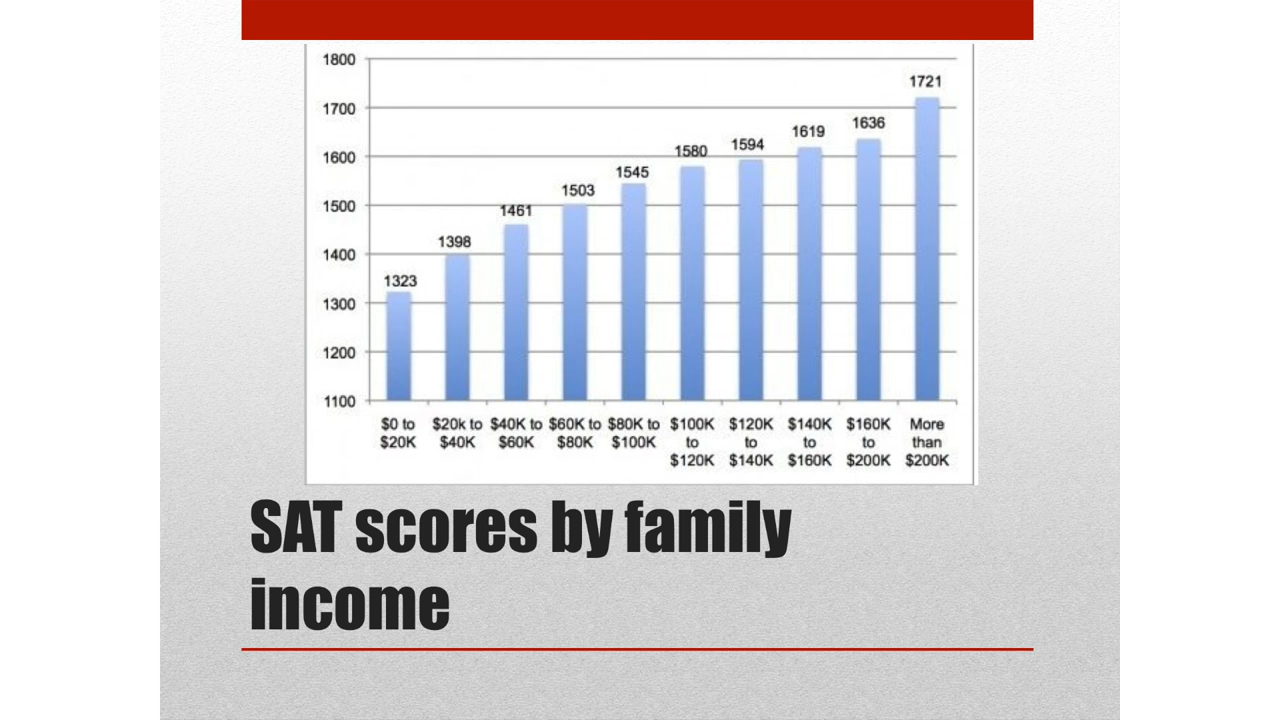 1800
1700
1600
1500
1400
1300
1200
1100
1323
1398
1461
1503
1545
1580
1594
1619
1636
1721
$0 to
$20K
$20k to
$40K
$40K to
$60K
$60K to
$80K
$80K to
$100K
$100K
to
$120K
$120K
to
$140K
$140K
to
$160K
$160K
to
$200K
More
than
$200K
SAT scores by family
income